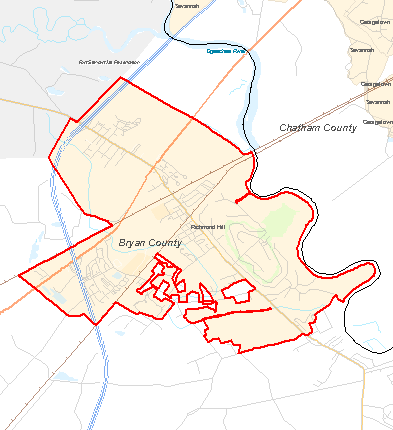 Savannah
Georgetown
Savannah
Ogeechee River
Fort Stewart Mil Reservation
Georgetown
Savannah
Georgetown
Chatham County
Richmond Hill
Bryan County